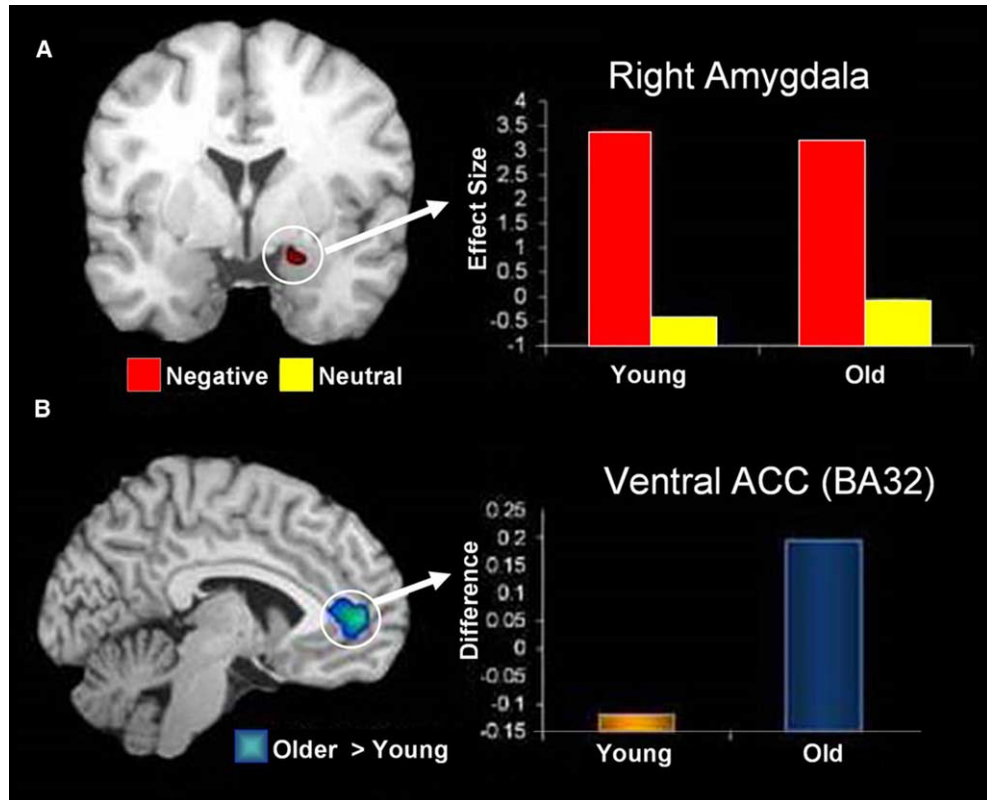 A
Right Amygdala
Effect Size
4
3.5
3
2.5
2
1.5
1
0.5
0
-0.5
-1
Young
Old
Negative
Neutral
B
Ventral ACC (BA32)
Difference
0.25
0.2
0.15
0.1
0.05
0
-0.05
-0.1
-0.15
Young
Old
Older > Young